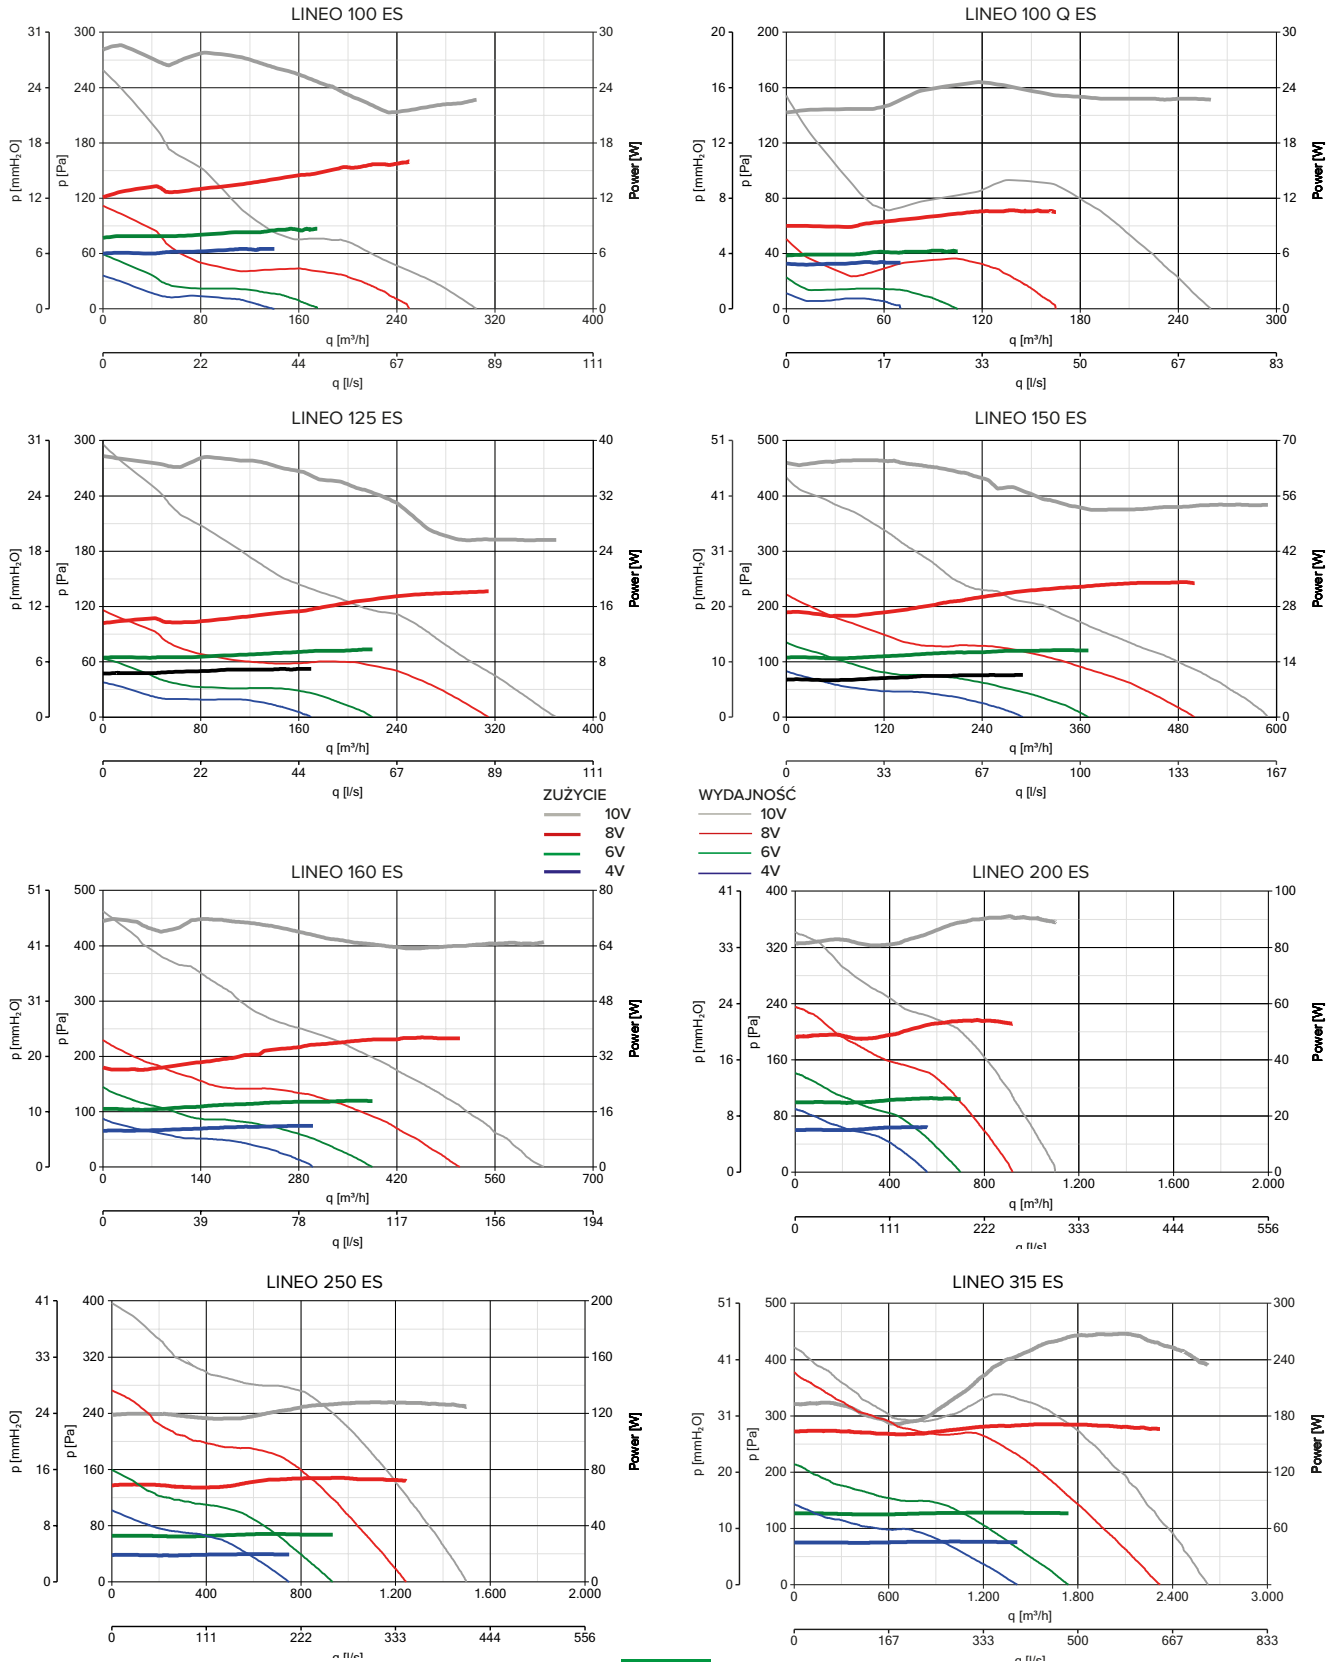 LINEO 100 ES
31 300 30
24 240 24
18 180 18
12 120 12
6 60 6
0 0 0
p [mmH₂O]
p [Pa]
Power [W]
0 80 160 240 320 400
q [m³/h]
0 22 44 67 89 111
q [l/s]
LINEO 100 Q ES
20 200 30
16 160 24
12 120 18
8 80 12
4 40 6
0 0 0
p [mmH₂O]
p [Pa]
Power [W]
0 60 120 180 240 300
q [m³/h]
0 17 33 50 67 83
q [l/s]
LINEO 125 ES
31 300 40
24 240 32
18 180 24
12 120 16
6 60 8
0 0 0
p [mmH₂O]
p [Pa]
Power [W]
0 80 160 240 320 400
q [m³/h]
0 22 44 67 89 111
q [l/s]
LINEO 150 ES
51 500 70
41 400 56
31 300 42
20 200 28
10 100 14
0 0 0
p [mmH₂O]
p [Pa]
Power [W]
0 120 240 360 480 600
q [m³/h]
0 33 67 100 133 167
q [l/s]
ZUŻYCIE
10V
8V
6V
4V
WYDAJNOŚĆ
10V
8V
6V
4V
LINEO 160 ES
51 500 80
41 400 64
31 300 48
20 200 32
10 100 16
0 0 0
p [mmH₂O]
p [Pa]
Power [W]
0 140 280 420 560 700
q [m³/h]
0 39 78 117 156 194
q [l/s]
LINEO 200 ES
41 400 100
33 320 80
24 240 60
16 160 40
8 80 20
0 0 0
p [mmH₂O]
p [Pa]
Power [W]
0 400 800 1.200 1.600 2.000
q [m³/h]
0 111 222 333 444 556
q [l/s]
LINEO 250 ES
41 400 200
33 320 160
24 240 120
16 160 80
8 80 40
0 0 0
p [mmH₂O]
p [Pa]
Power [W]
0 400 800 1.200 1.600 2.000
0 111 222 333 444 556
q [l/s]
LINEO 315 ES
51 500 300
41 400 240
31 300 180
20 200 120
10 100 60
0 0 0
p [mmH₂O]
p [Pa]
Power [W]
0 600 1.200 1.800 2.400 3.000
q [m³/h]
0 167 333 500 667 833
q [l/s]